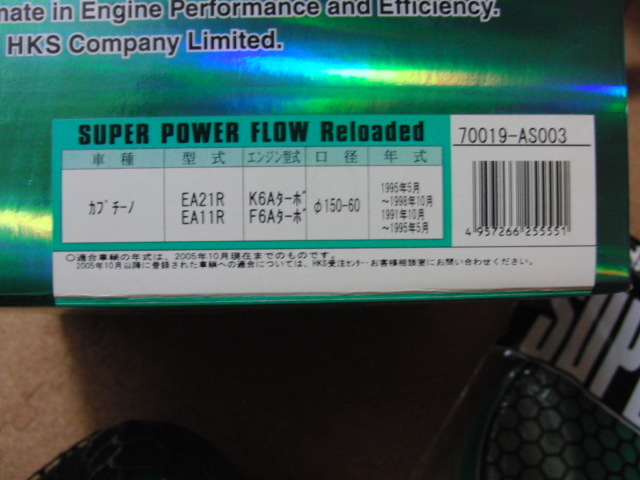 mate in Engine Performance and Efficiency.
HKS Company Limited.
SUPER POWER FLOW Reloaded
70019-AS003
車種 型式 エンジン型式 口径 年式
カプチーノ EA21R K6Aターボ φ150-60 1995年5月
～1998年10月
EA11R F6Aターボ 1991年10月
～1995年5月
4 957266 255551
○適合車輌の年式は、2005年10月現在までのものです。
2005年10月以降に登録された車輌への適合については、HKS受注センター・お客様相談室にお問い合わせください。
SUP